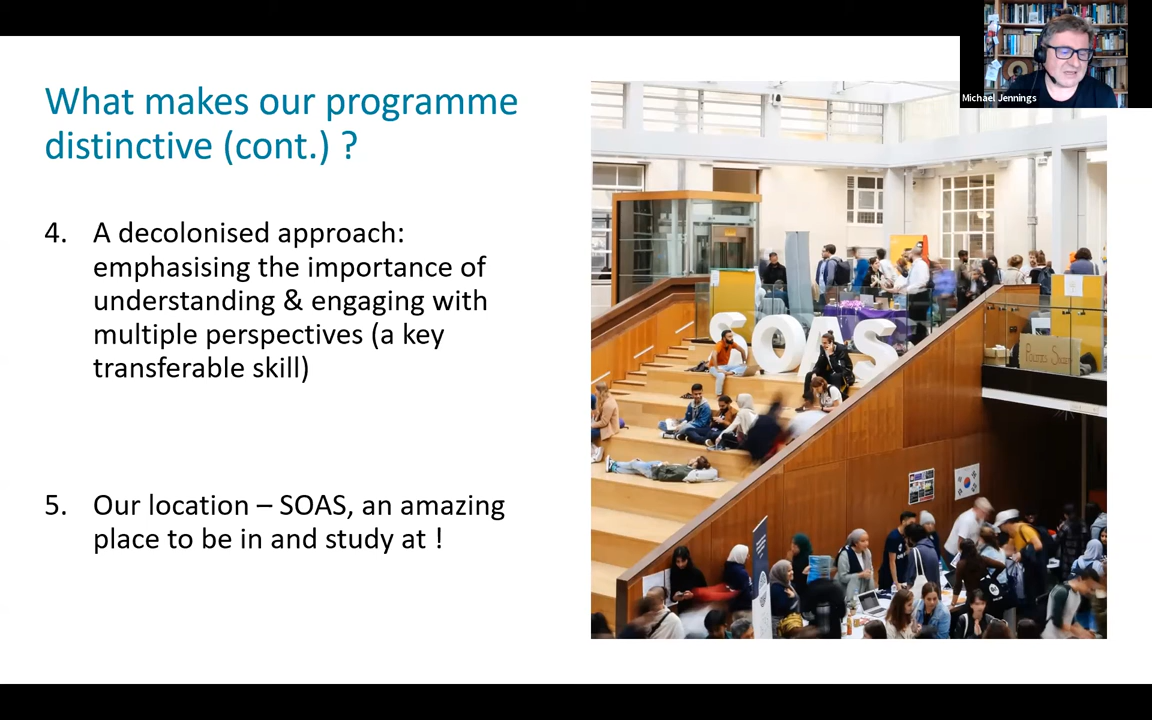 What makes our programme
distinctive (cont.) ?
4. A decolonised approach:
emphasising the importance of
understanding & engaging with
multiple perspectives (a key
transferable skill)
5. Our location – SOAS, an amazing
place to be in and study at !
Michael Jennings
SOAS